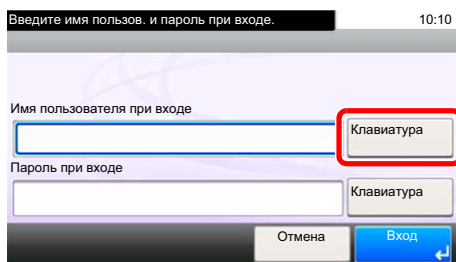 Введите имя пользов. и пароль при входе. 10:10
Имя пользователя при входе
Клавиатура
Пароль при входе
Клавиатура
Отмена Вход